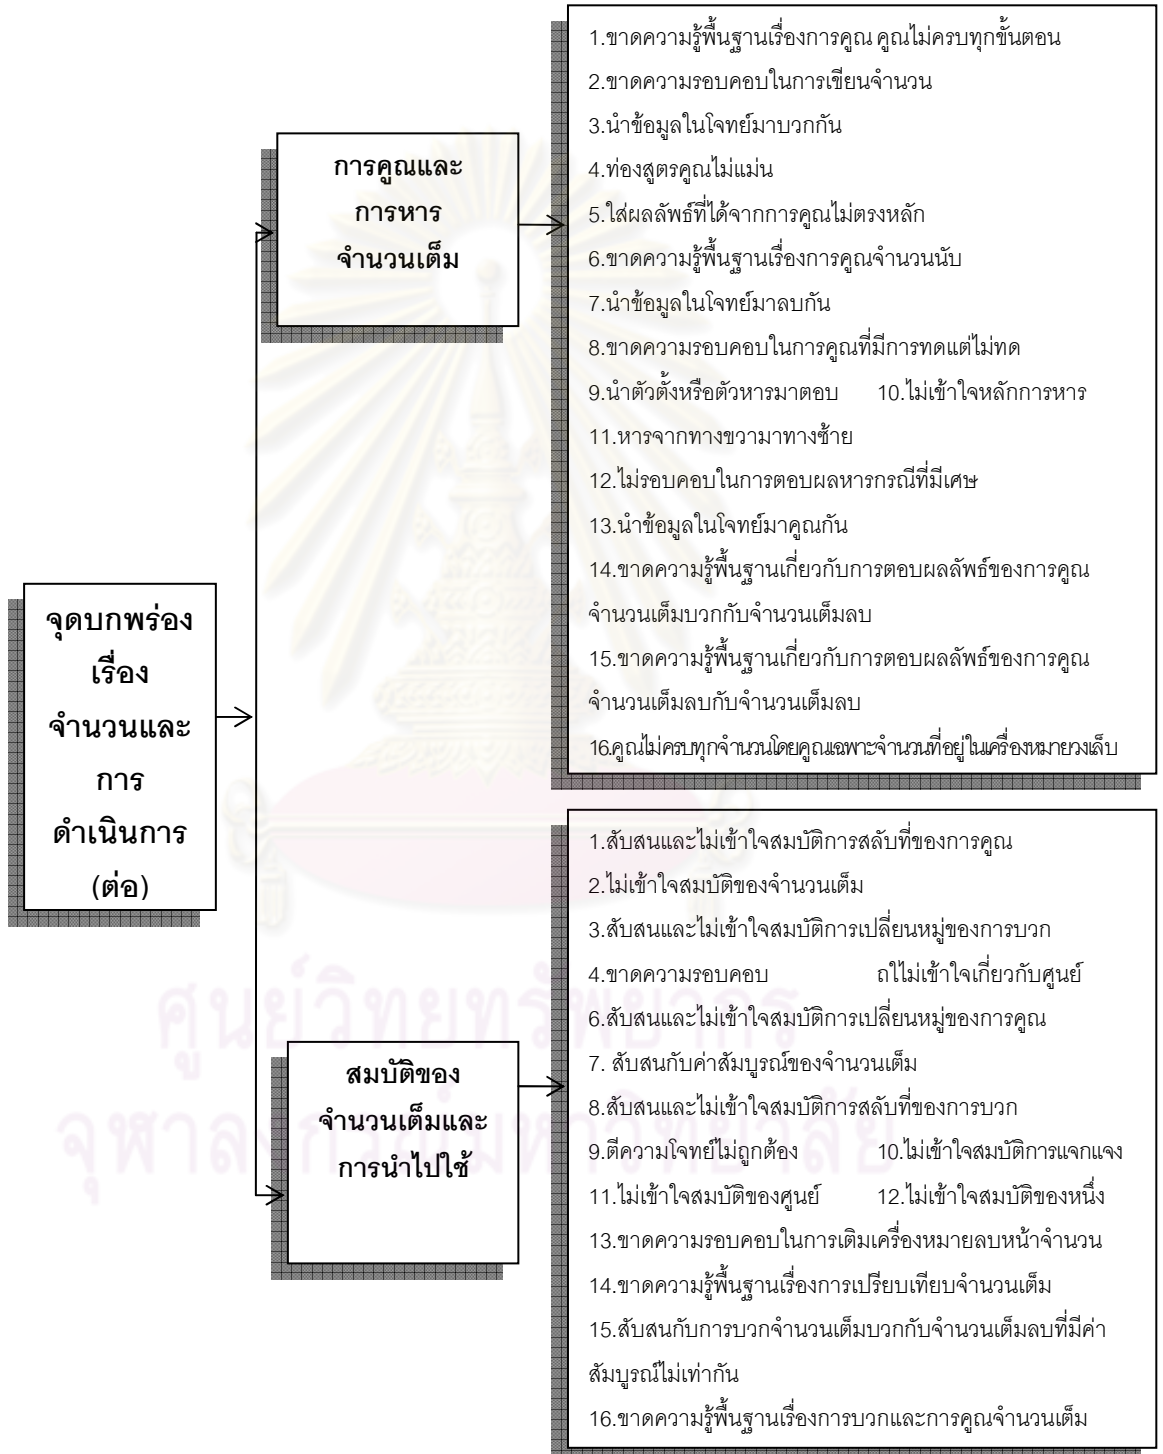 จุดบกพร่อง
เรื่อง
จำนวนและ
การ
ดำเนินการ
(ต่อ)
การคูณและ
การหาร
จำนวนเต็ม
1.ขาดความรู้พื้นฐานเรื่องการคูณ คูณไม่ครบทุกขั้นตอน
2.ขาดความรอบคอบในการเขียนจำนวน
3.นำข้อมูลในโจทย์มาบวกกัน
4.ท่องสูตรคูณไม่แม่น
5.ใส่ผลลัพธ์ที่ได้จากการคูณไม่ตรงหลัก
6.ขาดความรู้พื้นฐานเรื่องการคูณจำนวนนับ
7.นำข้อมูลในโจทย์มาลบกัน
8.ขาดความรอบคอบในการคูณที่มีการทดแต่ไม่ทด
9.นำตัวตั้งหรือตัวหารมาตอบ 10.ไม่เข้าใจหลักการหาร
11.หารจากทางขวามาทางซ้าย
12.ไม่รอบคอบในการตอบผลหารกรณีที่มีเศษ
13.นำข้อมูลในโจทย์มาคูณกัน
14.ขาดความรู้พื้นฐานเกี่ยวกับการตอบผลลัพธ์ของการคูณ
จำนวนเต็มบวกกับจำนวนเต็มลบ
15.ขาดความรู้พื้นฐานเกี่ยวกับการตอบผลลัพธ์ของการคูณ
จำนวนเต็มลบกับจำนวนเต็มลบ
16.คูณไม่ครบทุกจำนวนโดยคูณเฉพาะจำนวนที่อยู่ในเครื่องหมายวงเล็บ
สมบัติของ
จำนวนเต็มและ
การนำไปใช้
1.สับสนและไม่เข้าใจสมบัติการสลับที่ของการคูณ
2.ไม่เข้าใจสมบัติของจำนวนเต็ม
3.สับสนและไม่เข้าใจสมบัติการเปลี่ยนหมู่ของการบวก
4.ขาดความรอบคอบ ถใไม่เข้าใจเกี่ยวกับศูนย์
6.สับสนและไม่เข้าใจสมบัติการเปลี่ยนหมู่ของการคูณ
7. สับสนกับค่าสัมบูรณ์ของจำนวนเต็ม
8.สับสนและไม่เข้าใจสมบัติการสลับที่ของการบวก
9.ตีความโจทย์ไม่ถูกต้อง 10.ไม่เข้าใจสมบัติการแจกแจง
11.ไม่เข้าใจสมบัติของศูนย์ 12.ไม่เข้าใจสมบัติของหนึ่ง
13.ขาดความรอบคอบในการเติมเครื่องหมายลบหน้าจำนวน
14.ขาดความรู้พื้นฐานเรื่องการเปรียบเทียบจำนวนเต็ม
15.สับสนกับการบวกจำนวนเต็มบวกกับจำนวนเต็มลบที่มีค่า
สัมบูรณ์ไม่เท่ากัน
16.ขาดความรู้พื้นฐานเรื่องการบวกและการคูณจำนวนเต็ม
ศูนย์วิทยทรัพยากร
จุฬาลงกรณ์มหาวิทยาลัย